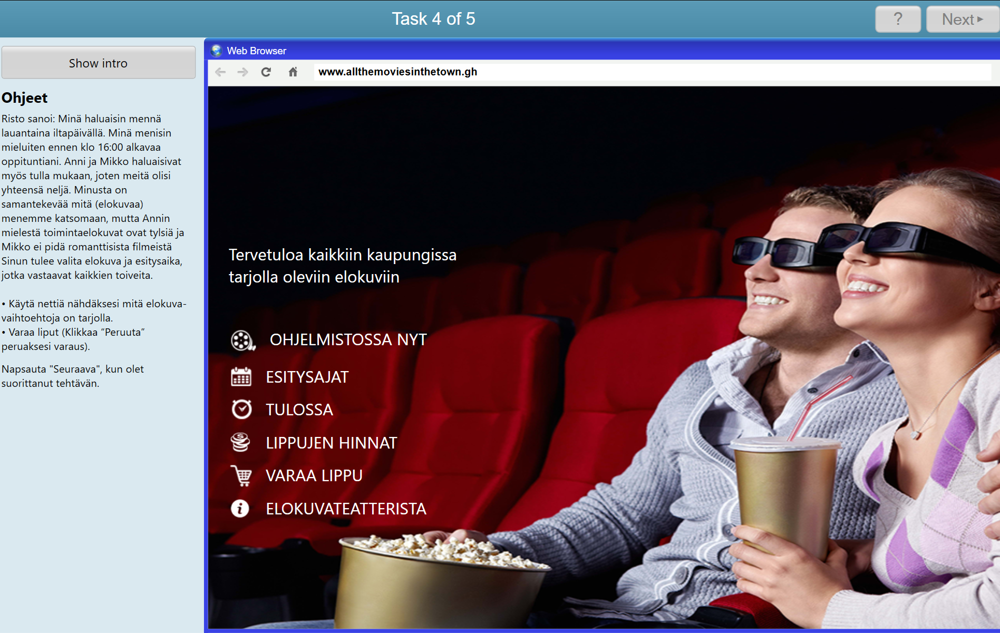 Task 4 of 5
?
Next
Show intro
Ohjeet
Risto sanoi: Minä haluaisin mennä
lauantaina iltapäivällä. Minä menisin
mieluiten ennen klo 16:00 alkavaa
oppituntiani. Anni ja Mikko haluaisivat
myös tulla mukaan, joten meitä olisi
yhteensä neljä. Minusta on
samantekevää mitä (elokuvaa)
menemme katsomaan, mutta Annin
mielestä toimintaelokuvat ovat tylsiä ja
Mikko ei pidä romanttisista filmeistä
Sinun tulee valita elokuva ja esitysaika,
jotka vastaavat kaikkien toiveita.
• Käytä nettiä nähdäksesi mitä elokuva-
vaihtoehtoja on tarjolla.
• Varaa liput (Klikkaa “Peruuta”
peruaksesi varaus).
Napsauta "Seuraava", kun olet
suorittanut tehtävän.
Web Browser
www.allthemoviesinthetown.gh
Tervetuloa kaikkiin kaupungissa
tarjolla oleviin elokuviin
OHJELMISTOSSA NYT
ESITYSAJAT
TULOSSA
LIPPUJEN HINNAT
VARAA LIPPU
ELOKUVATEATTERISTA